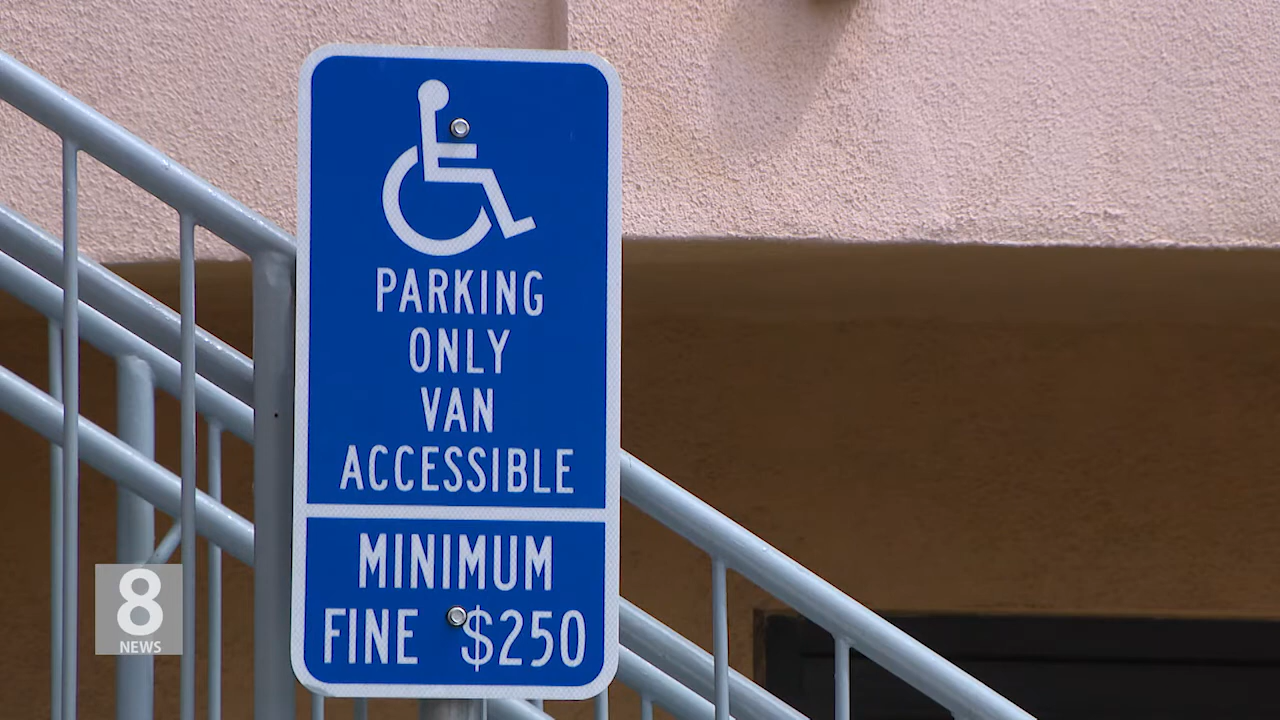 PARKING
ONLY
VAN
ACCESSIBLE
MINIMUM
FINE $250
8
NEWS